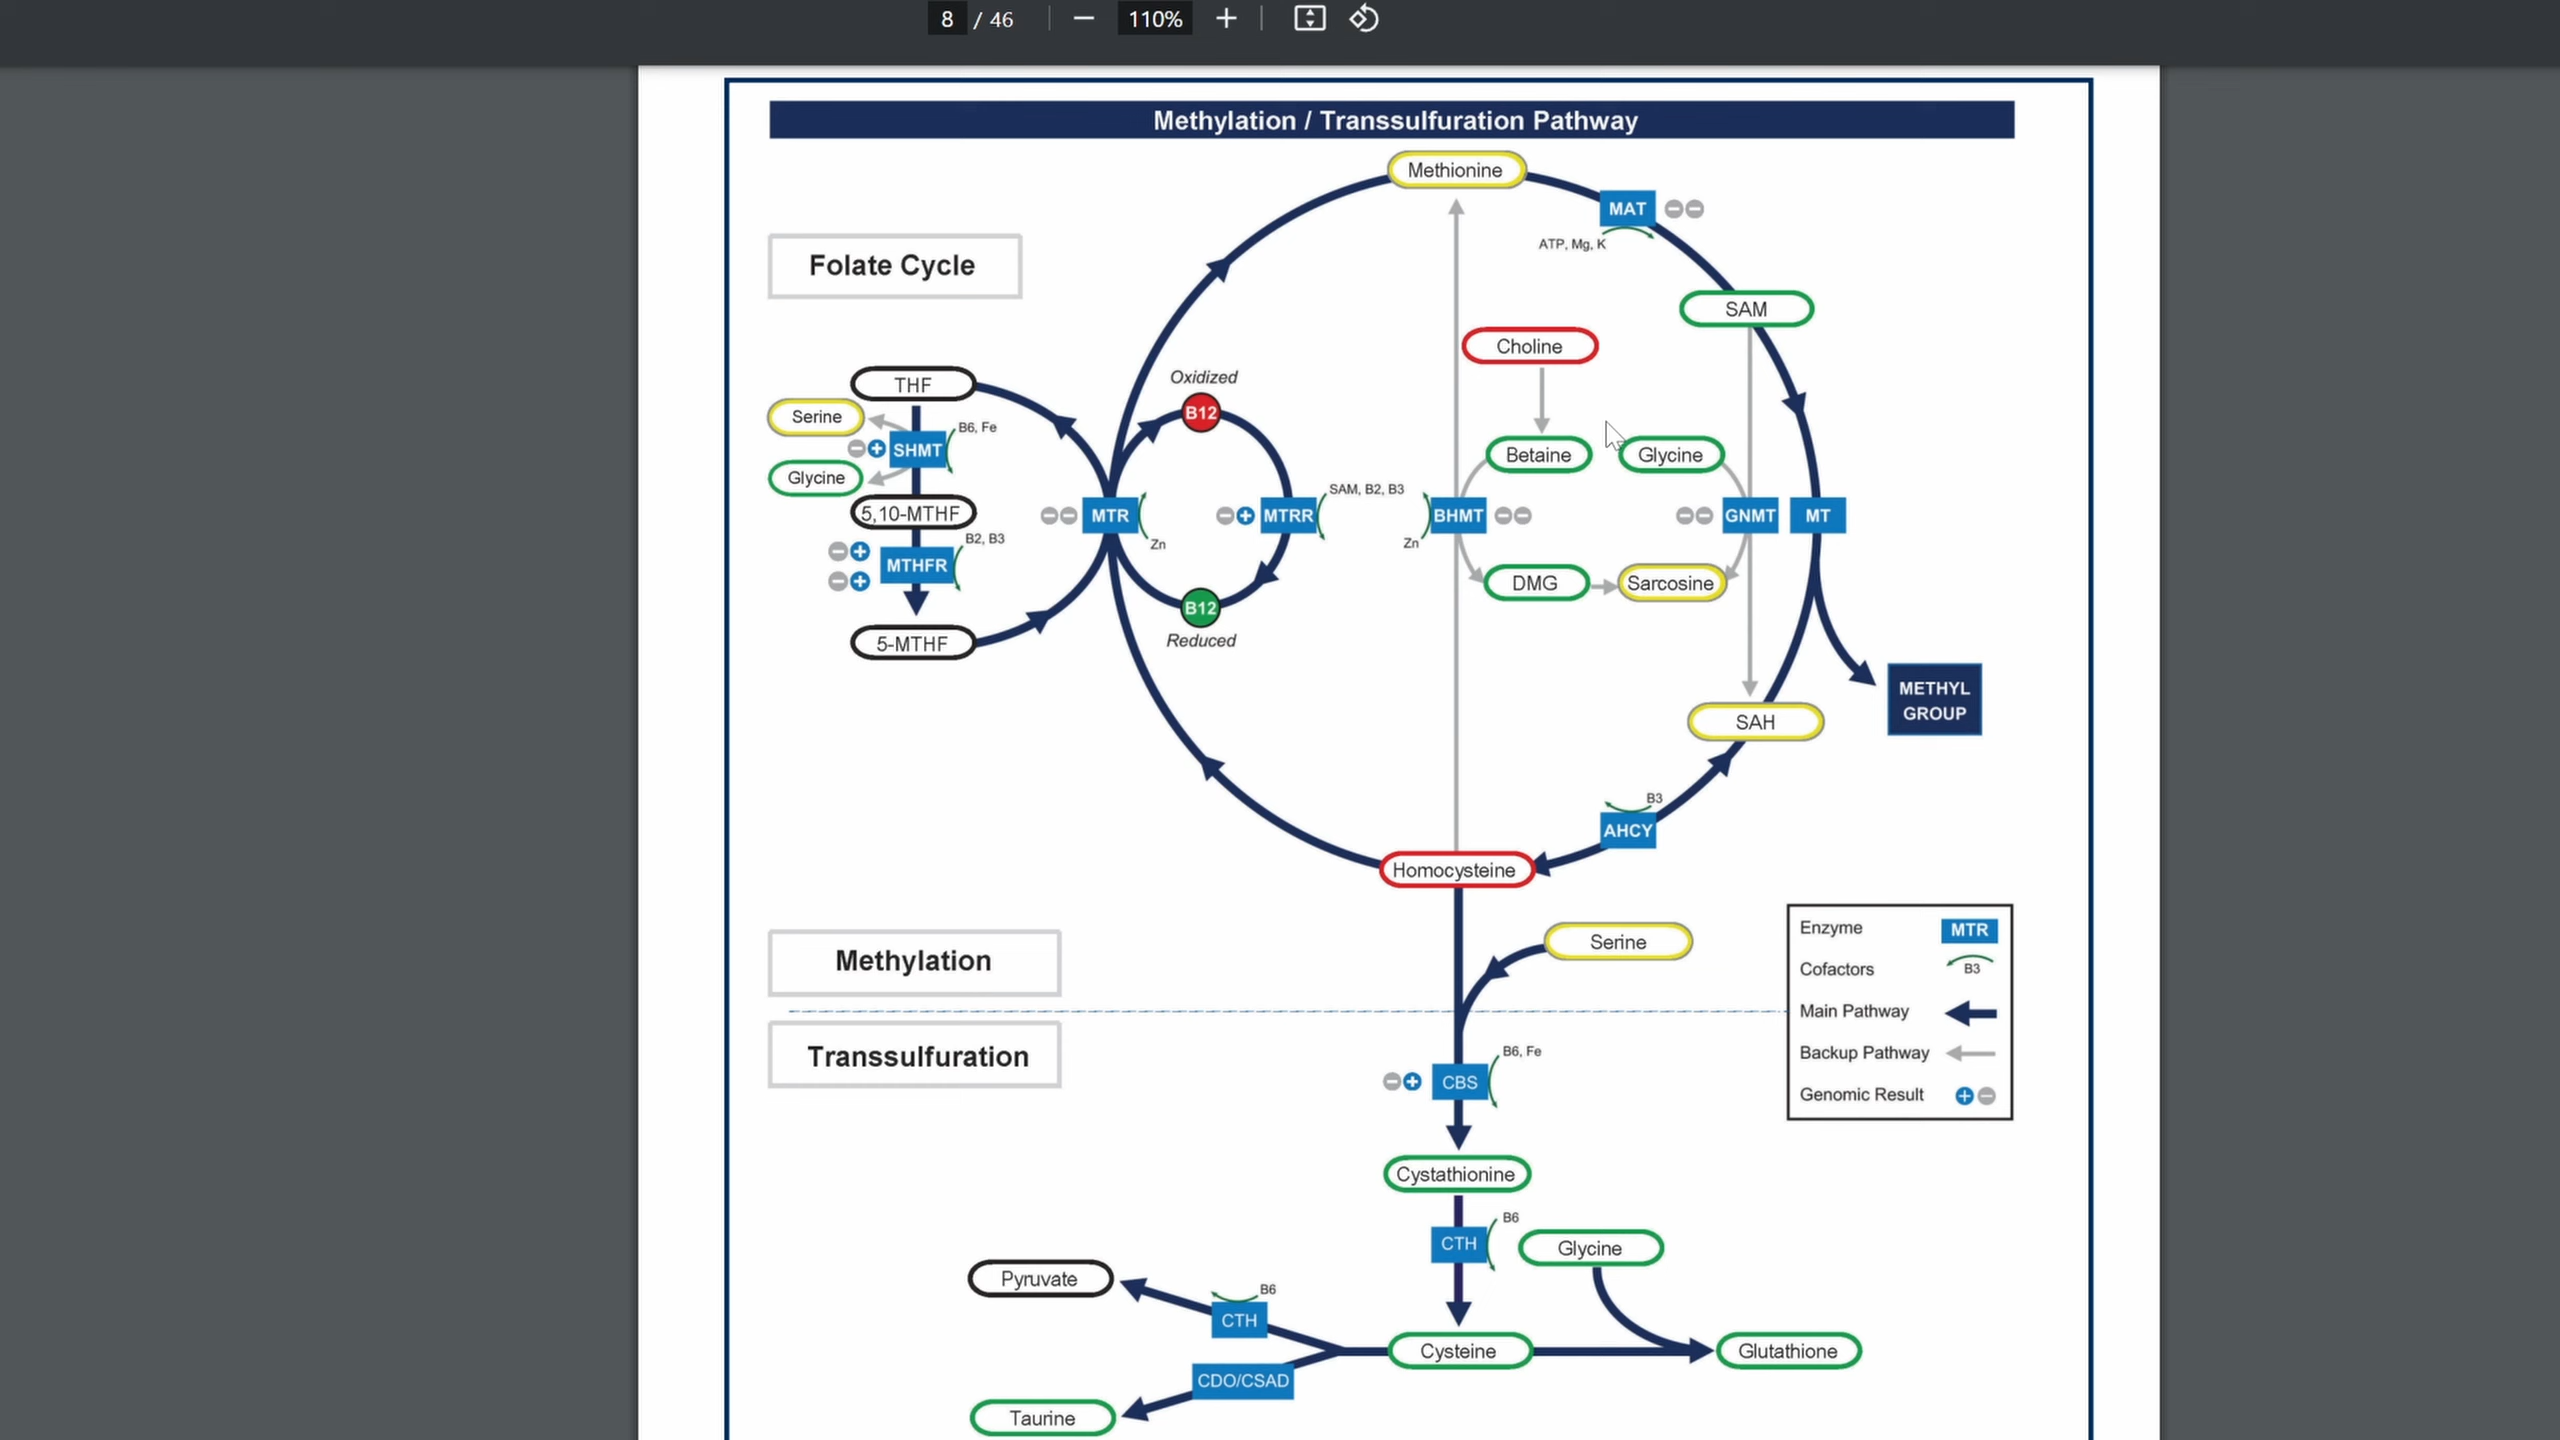 8 / 46
110%
Methylation / Transsulfuration Pathway
Methionine
MAT
ATP, Mg, K
Folate Cycle
SAM
Choline
Oxidized
THF
B12
Serine
B6, Fe
SHMT
Betaine
Glycine
Glycine
SAM, B2, B3
5,10-MTHF
MTR
MTRR
BHMT
GNMT
MT
B2, B3
Zn
Zn
MTHFR
DMG
Sarcosine
B12
Reduced
5-MTHF
METHYL
GROUP
SAH
B3
AHCY
Homocysteine
Enzyme
MTR
Serine
Methylation
Cofactors
B3
Main Pathway
Transsulfuration
B6, Fe
Backup Pathway
CBS
Genomic Result
Cystathionine
B6
CTH
Glycine
Pyruvate
B6
CTH
Cysteine
Glutathione
CDO/CSAD
Taurine